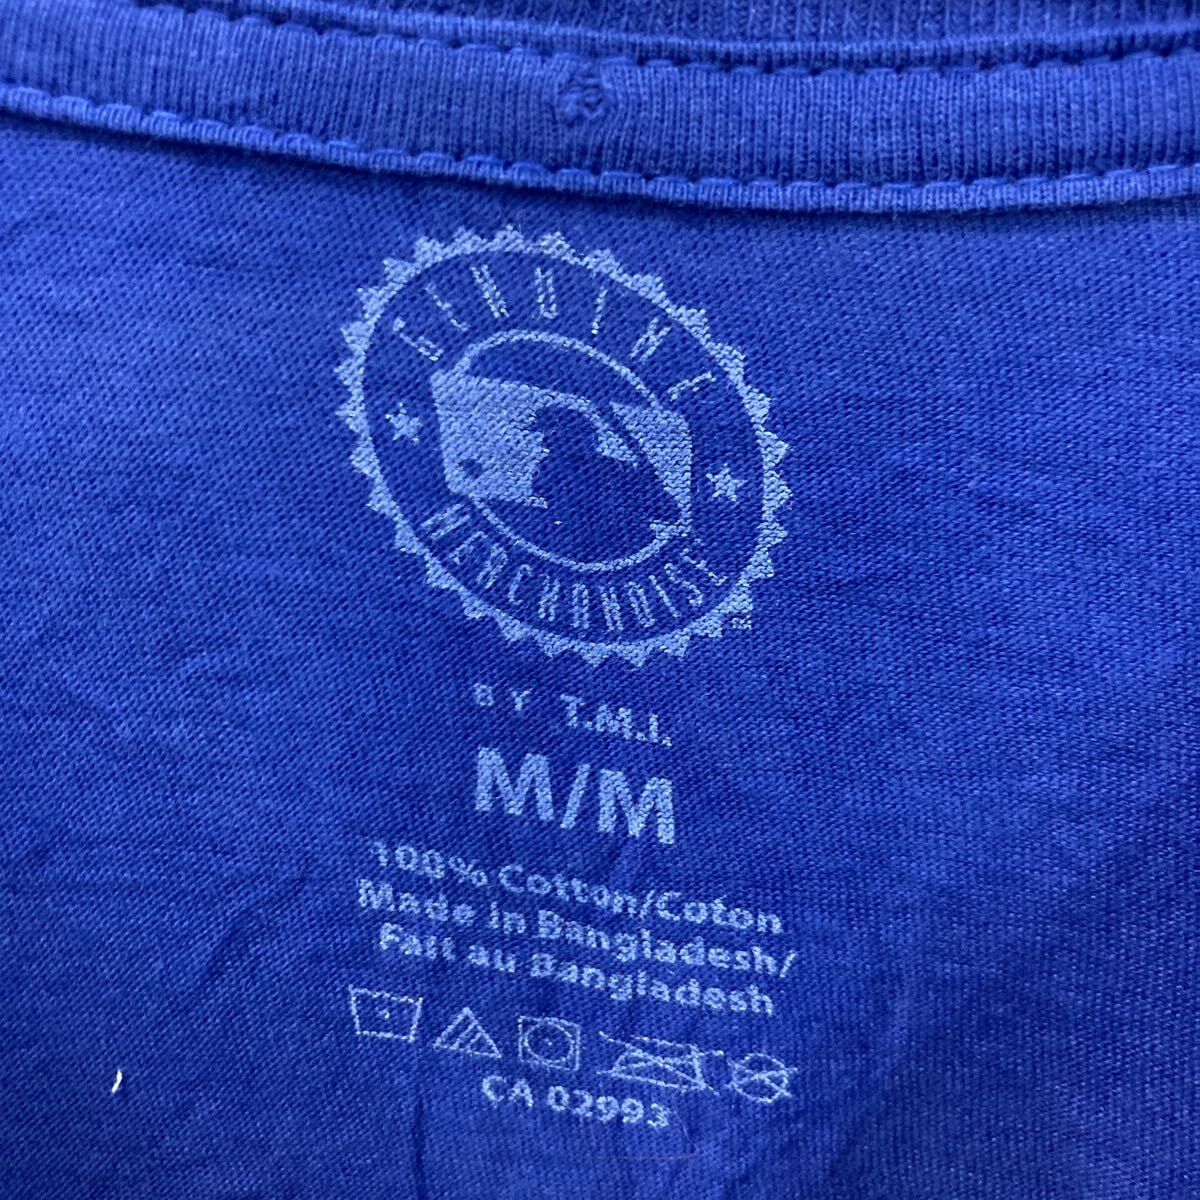 GENUINE
MERCHANDISE
BY T.M.I.
M/M
100% Cotton/Coton
Made in Bangladesh/
Fait au Bangladesh
CA 02993